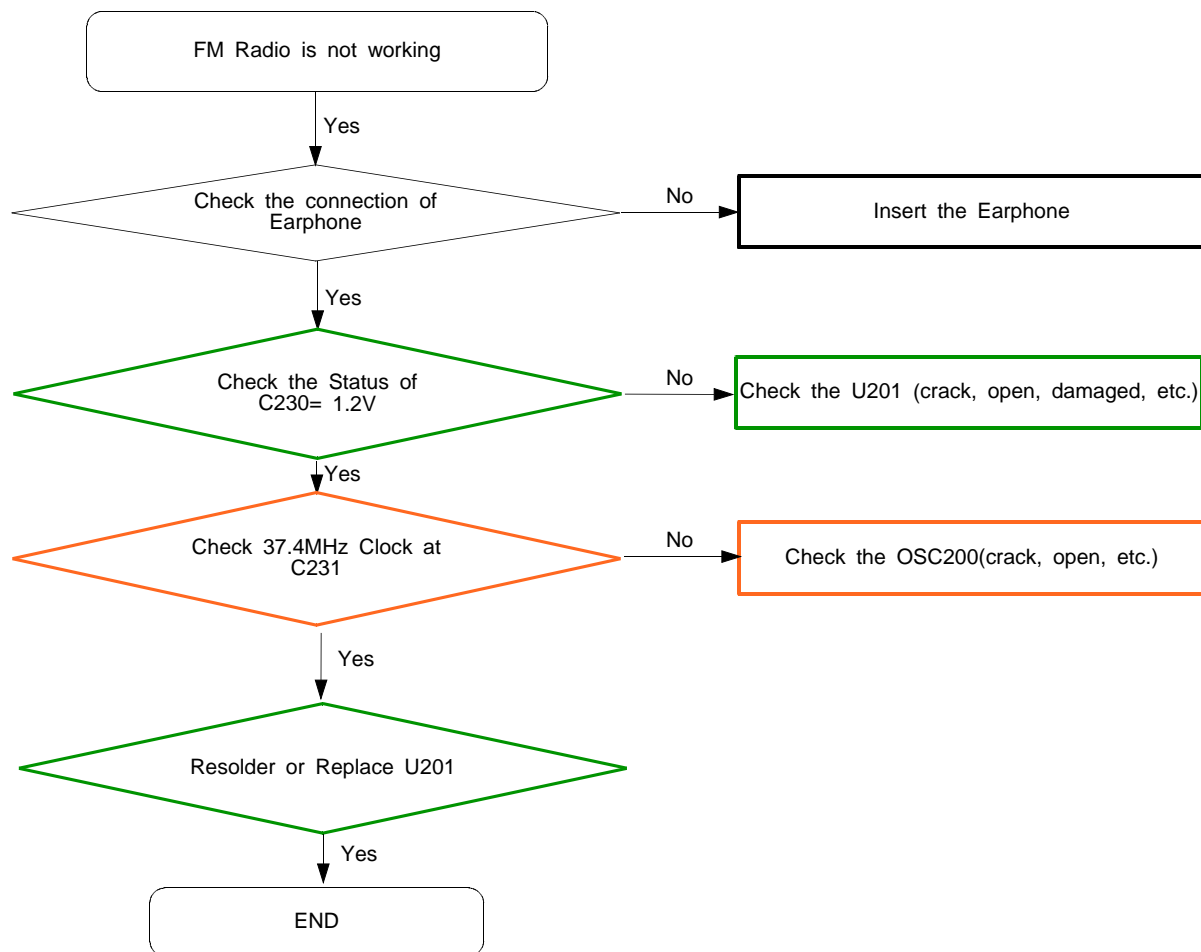 FM Radio is not working
Yes
Check the connection of
Earphone
No
Insert the Earphone
Yes
Check the Status of
C230= 1.2V
No
Check the U201 (crack, open, damaged, etc.)
Yes
Check 37.4MHz Clock at
C231
No
Check the OSC200(crack, open, etc.)
Yes
Resolder or Replace U201
Yes
END